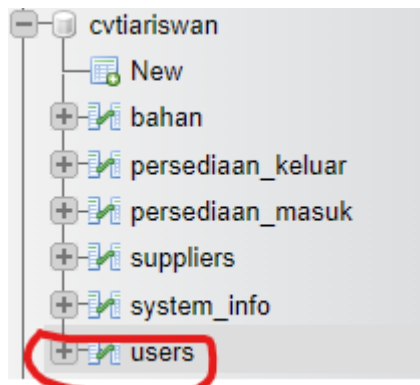 cvtiariswan
New
bahan
persediaan_keluar
persediaan_masuk
suppliers
system_info
users